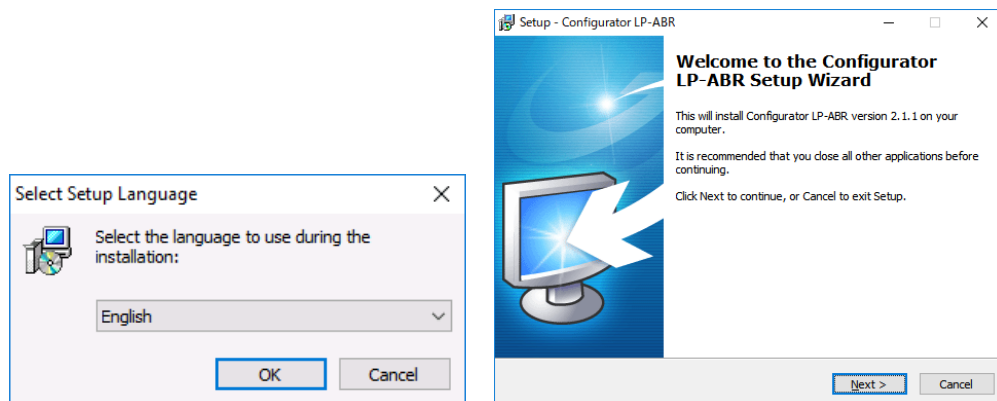 Select Setup Language
Select the language to use during the
installation:
English
OK Cancel
Setup - Configurator LP-ABR
Welcome to the Configurator
LP-ABR Setup Wizard
This will install Configurator LP-ABR version 2.1.1 on your
computer.
It is recommended that you close all other applications before
continuing.
Click Next to continue, or Cancel to exit Setup.
Next > Cancel